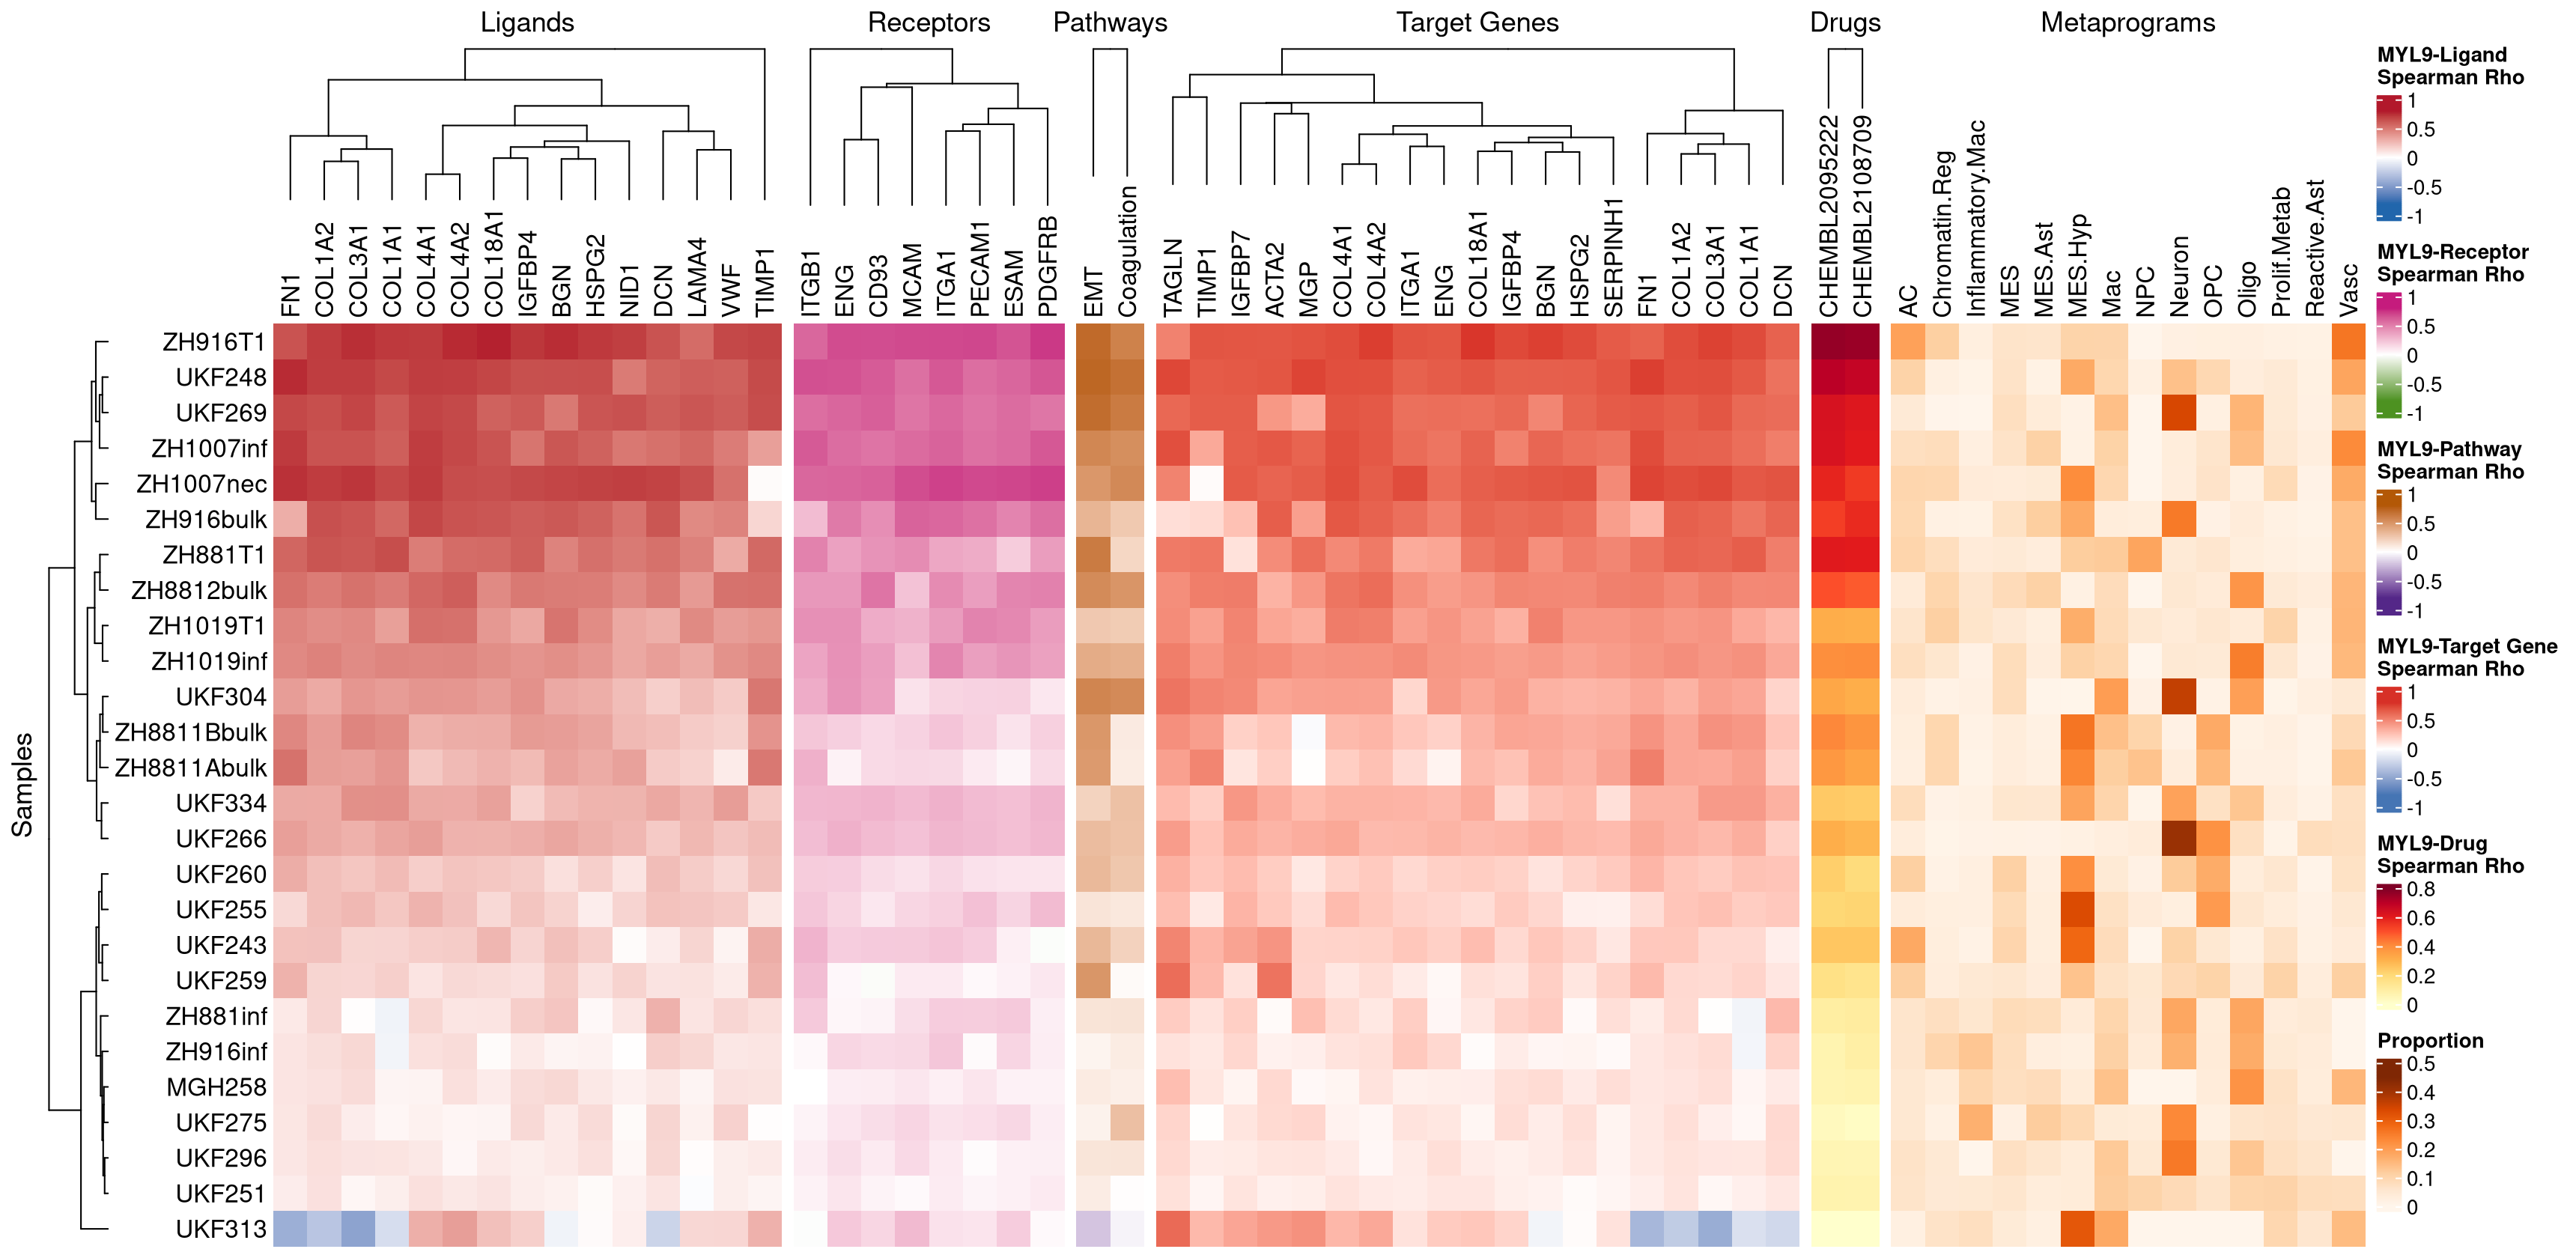 Ligands
Receptors
Pathways
Target Genes
Drugs
Metaprograms
FN1
COL1A2
COL3A1
COL1A1
COL4A1
COL4A2
COL18A1
IGFBP4
BGN
HSPG2
NID1
DCN
LAMA4
VWF
TIMP1
ITGB1
ENG
CD93
MCAM
ITGA1
PECAM1
ESAM
PDGFRB
EMT
Coagulation
TAGLN
TIMP1
IGFBP7
ACTA2
MGP
COL4A1
COL4A2
ITGA1
ENG
COL18A1
IGFBP4
BGN
HSPG2
SERPINH1
FN1
COL1A2
COL3A1
COL1A1
DCN
CHEMBL2095222
CHEMBL2108709
AC
Chromatin.Reg
Inflammatory.Mac
MES
MES.Ast
MES.Hyp
Mac
NPC
Neuron
OPC
Oligo
Prolif.Metab
Reactive.Ast
Vasc
Samples
ZH916T1
UKF248
UKF269
ZH1007inf
ZH1007nec
ZH916bulk
ZH881T1
ZH8812bulk
ZH1019T1
ZH1019inf
UKF304
ZH8811Bbulk
ZH8811Abulk
UKF334
UKF266
UKF260
UKF255
UKF243
UKF259
ZH881inf
ZH916inf
MGH258
UKF275
UKF296
UKF251
UKF313
MYL9-Ligand
Spearman Rho
1
0.5
0
-0.5
-1
MYL9-Receptor
Spearman Rho
1
0.5
0
-0.5
-1
MYL9-Pathway
Spearman Rho
1
0.5
0
-0.5
-1
MYL9-Target Gene
Spearman Rho
1
0.5
0
-0.5
-1
MYL9-Drug
Spearman Rho
0.8
0.6
0.4
0.2
0
Proportion
0.5
0.4
0.3
0.2
0.1
0